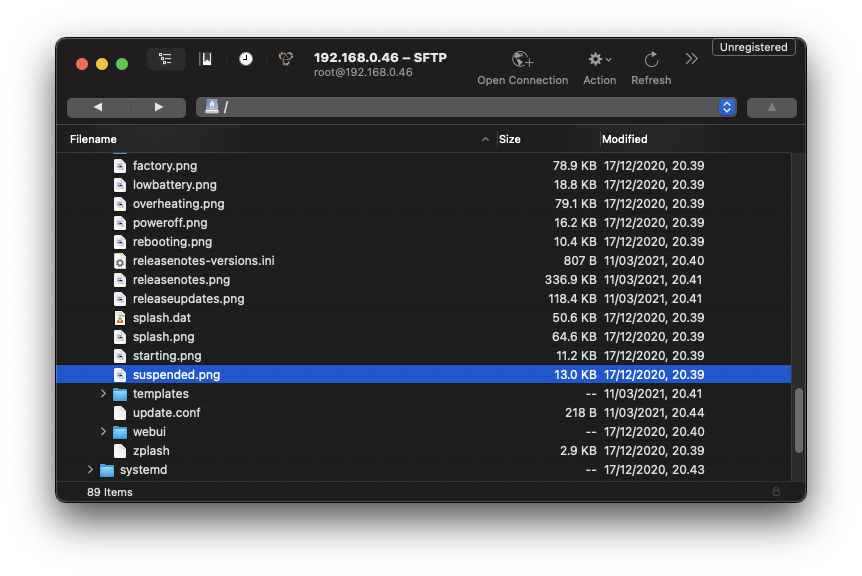 Unregistered
192.168.0.46 – SFTP
root@192.168.0.46
Open Connection Action Refresh
/
Filename Size Modified
factory.png 78.9 KB 17/12/2020, 20.39
lowbattery.png 18.8 KB 17/12/2020, 20.39
overheating.png 79.1 KB 17/12/2020, 20.39
poweroff.png 16.2 KB 17/12/2020, 20.39
rebooting.png 10.4 KB 17/12/2020, 20.39
releasenotes-versions.ini 807 B 11/03/2021, 20.40
releasenotes.png 336.9 KB 11/03/2021, 20.41
releaseupdates.png 118.4 KB 11/03/2021, 20.41
splash.dat 50.6 KB 17/12/2020, 20.39
splash.png 64.6 KB 17/12/2020, 20.39
starting.png 11.2 KB 17/12/2020, 20.39
suspended.png 13.0 KB 17/12/2020, 20.39
templates -- 11/03/2021, 20.41
update.conf 218 B 11/03/2021, 20.44
webui -- 17/12/2020, 20.40
zplash 2.9 KB 17/12/2020, 20.39
systemd -- 17/12/2020, 20.43
89 Items